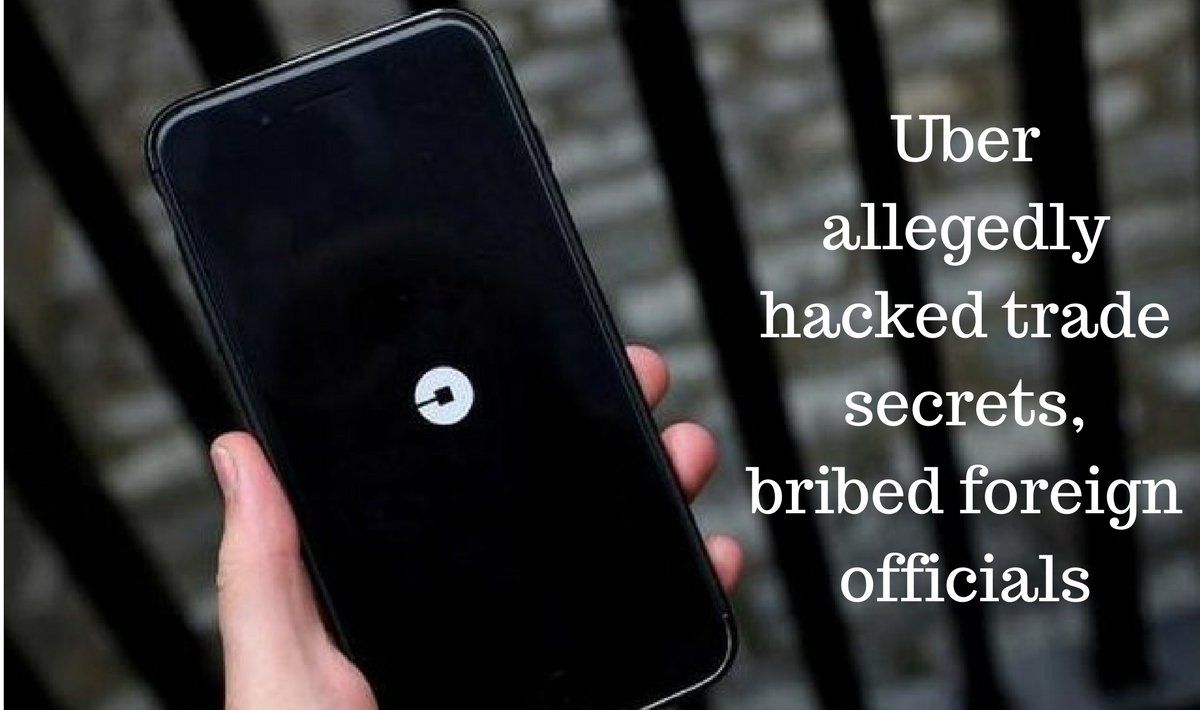 Uber
allegedly
hacked trade
secrets,
bribed foreign
officials